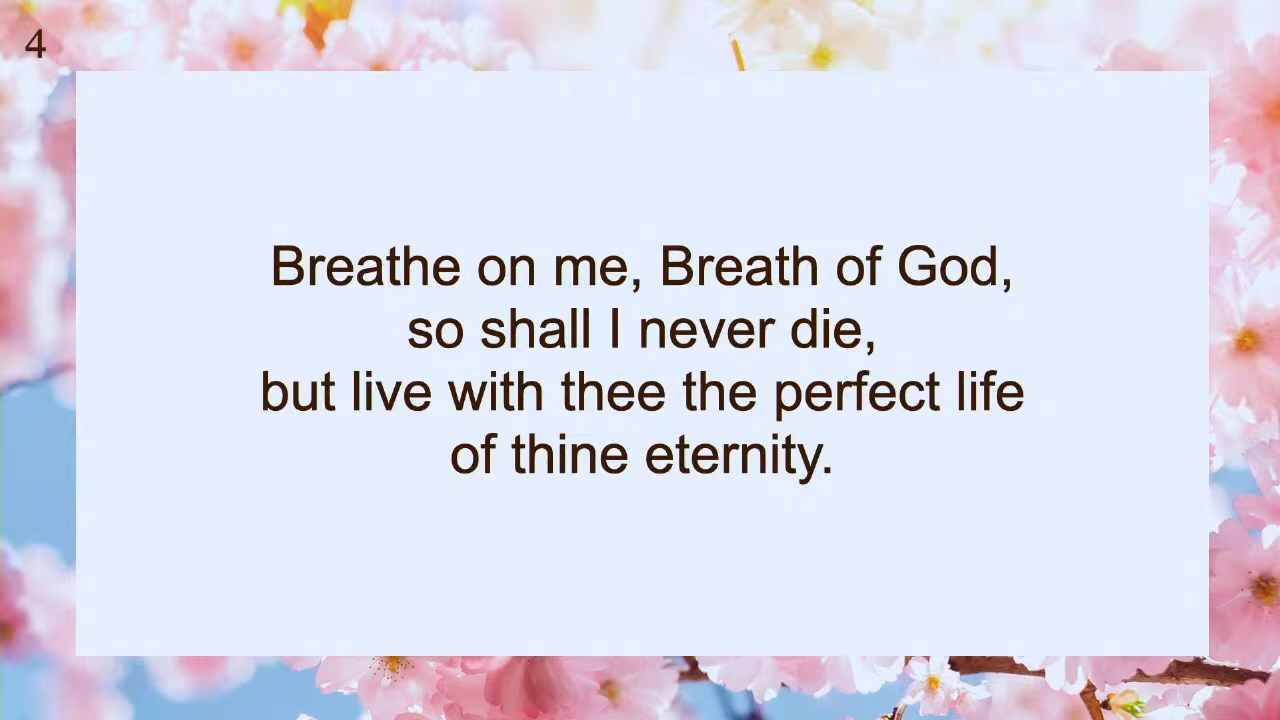 4
Breathe on me, Breath of God,
so shall I never die,
but live with thee the perfect life
of thine eternity.